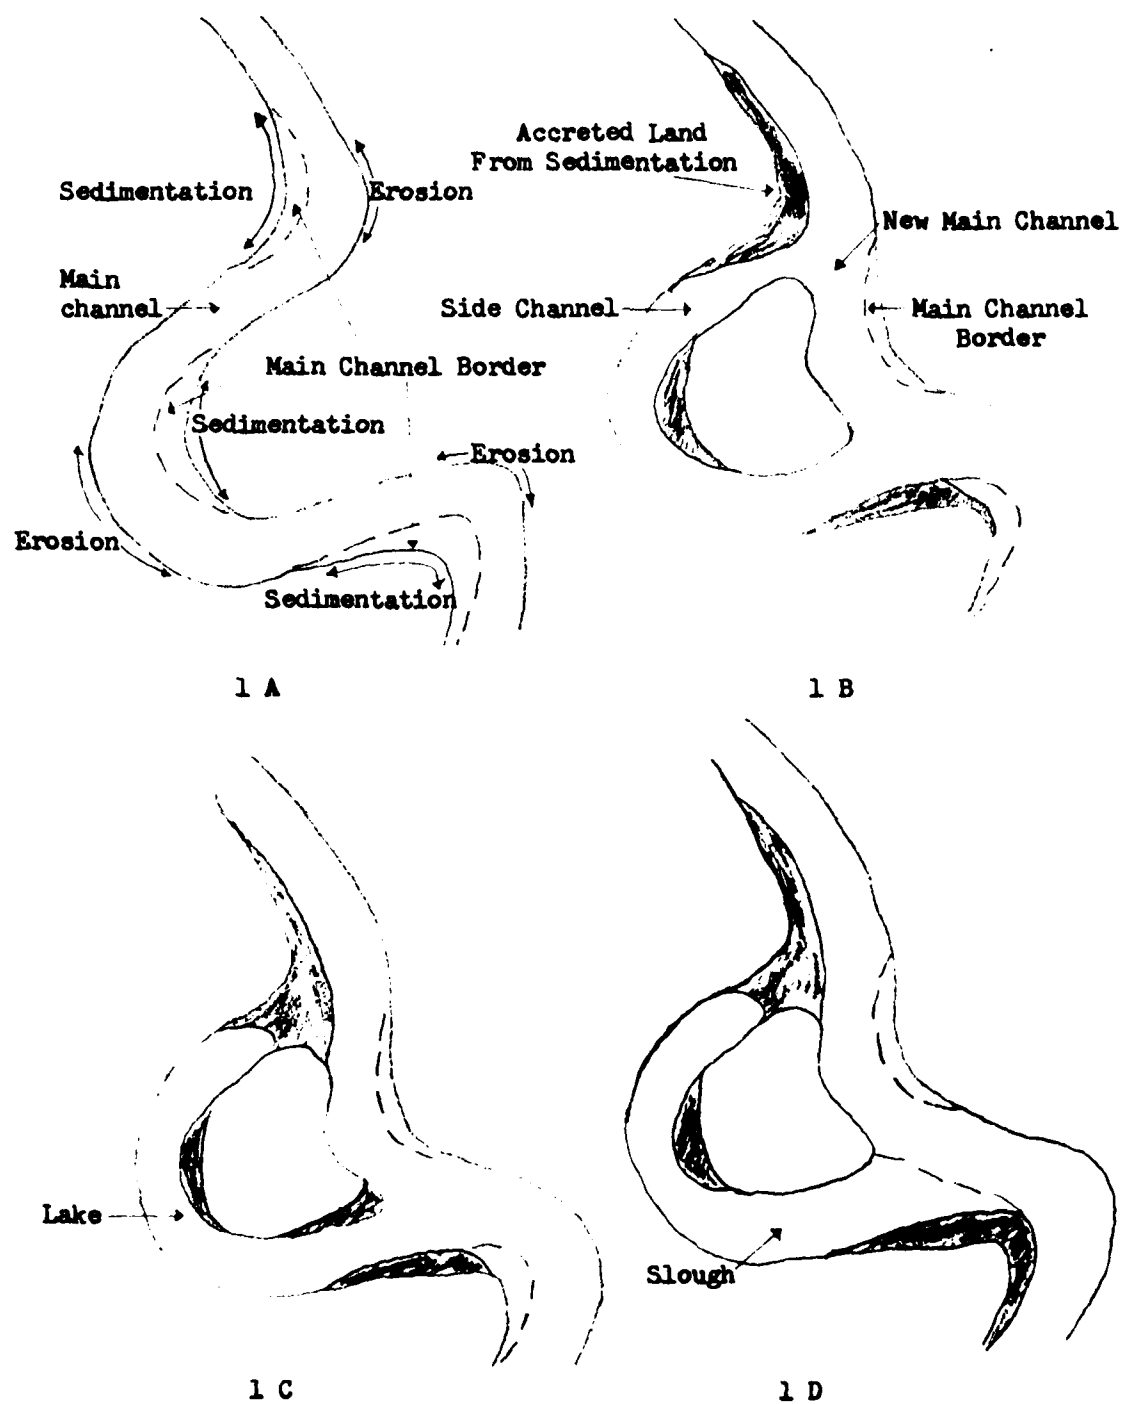 Sedimentation
Erosion
Main
channel
Main Channel Border
Sedimentation
Erosion
Erosion
Sedimentation
1 A
Accreted Land
From Sedimentation
New Main Channel
Side Channel
Main Channel
Border
1 B
Lake
1 C
Slough
1 D